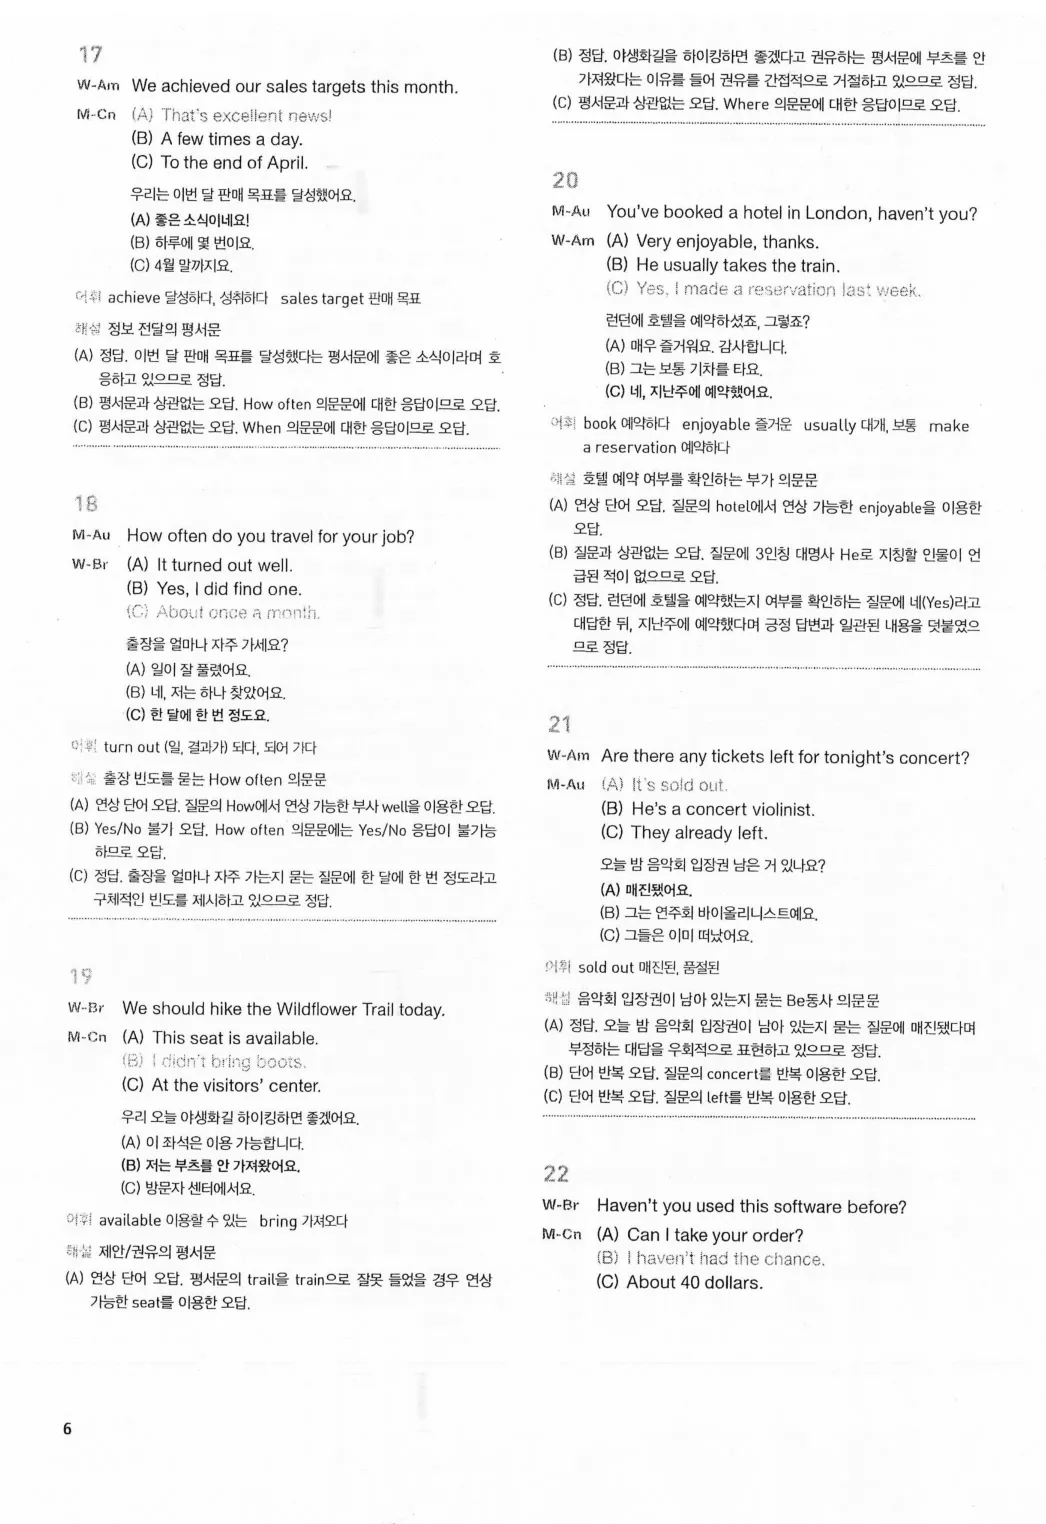 17
W-Am We achieved our sales targets this month.
M-Cn (A) That's excellent news!
(B) A few times a day.
(C) To the end of April.
우리는 이번 달 판매 목표를 달성했어요.
(A) 좋은 소식이네요!
(B) 하루에 몇 번이요.
(C) 4월 말까지요.
어휘 achieve 달성하다, 성취하다 sales target 판매 목표
해설 정보 전달의 평서문
(A) 정답. 이번 달 판매 목표를 달성했다는 평서문에 좋은 소식이라며 호
응하고 있으므로 정답.
(B) 평서문과 상관없는 오답. How often 의문문에 대한 응답이므로 오답.
(C) 평서문과 상관없는 오답. When 의문문에 대한 응답이므로 오답.
18
M-Au How often do you travel for your job?
W-Br (A) It turned out well.
(B) Yes, I did find one.
(C) About once a month.
출장을 얼마나 자주 가세요?
(A) 일이 잘 풀렸어요.
(B) 네, 저는 하나 찾았어요.
(C) 한 달에 한 번 정도요.
어휘 turn out (일, 결과가) 되다, 되어 가다
해설 출장 빈도를 묻는 How often 의문문
(A) 연상 단어 오답. 질문의 How에서 연상 가능한 부사 well을 이용한 오답.
(B) Yes/No 불가 오답. How often 의문문에는 Yes/No 응답이 불가능
하므로 오답.
(C) 정답. 출장을 얼마나 자주 가는지 묻는 질문에 한 달에 한 번 정도라고
구체적인 빈도를 제시하고 있으므로 정답.
19
W-Br We should hike the Wildflower Trail today.
M-Cn (A) This seat is available.
(B) I didn't bring boots.
(C) At the visitors' center.
우리 오늘 야생화길 하이킹하면 좋겠어요.
(A) 이 좌석은 이용 가능합니다.
(B) 저는 부츠를 안 가져왔어요.
(C) 방문자 센터에서요.
어휘 available 이용할 수 있는 bring 가져오다
해설 제안/권유의 평서문
(A) 연상 단어 오답. 평서문의 trail을 train으로 잘못 들었을 경우 연상
가능한 seat를 이용한 오답.
(B) 정답. 야생화길을 하이킹하면 좋겠다고 권유하는 평서문에 부츠를 안
가져왔다는 이유를 들어 권유를 간접적으로 거절하고 있으므로 정답.
(C) 평서문과 상관없는 오답. Where 의문문에 대한 응답이므로 오답.
20
M-Au You've booked a hotel in London, haven't you?
W-Am (A) Very enjoyable, thanks.
(B) He usually takes the train.
(C) Yes, I made a reservation last week.
런던에 호텔을 예약하셨죠, 그렇죠?
(A) 매우 즐거워요. 감사합니다.
(B) 그는 보통 기차를 타요.
(C) 네, 지난주에 예약했어요.
어휘 book 예약하다 enjoyable 즐거운 usually 대개, 보통 make
a reservation 예약하다
해설 호텔 예약 여부를 확인하는 부가 의문문
(A) 연상 단어 오답. 질문의 hotel에서 연상 가능한 enjoyable을 이용한
오답.
(B) 질문과 상관없는 오답. 질문에 3인칭 대명사 He로 지칭할 인물이 언
급된 적이 없으므로 오답.
(C) 정답. 런던에 호텔을 예약했는지 여부를 확인하는 질문에 네(Yes)라고
대답한 뒤, 지난주에 예약했다며 긍정 답변과 일관된 내용을 덧붙였으
므로 정답.
21
W-Am Are there any tickets left for tonight's concert?
M-Au (A) It's sold out.
(B) He's a concert violinist.
(C) They already left.
오늘 밤 음악회 입장권 남은 거 있나요?
(A) 매진됐어요.
(B) 그는 연주회 바이올리니스트예요.
(C) 그들은 이미 떠났어요.
어휘 sold out 매진된, 품절된
해설 음악회 입장권이 남아 있는지 묻는 Be동사 의문문
(A) 정답. 오늘 밤 음악회 입장권이 남아 있는지 묻는 질문에 매진됐다며
부정하는 대답을 우회적으로 표현하고 있으므로 정답.
(B) 단어 반복 오답. 질문의 concert를 반복 이용한 오답.
(C) 단어 반복 오답. 질문의 left를 반복 이용한 오답.
22
W-Br Haven't you used this software before?
M-Cn (A) Can I take your order?
(B) I haven't had the chance.
(C) About 40 dollars.
6